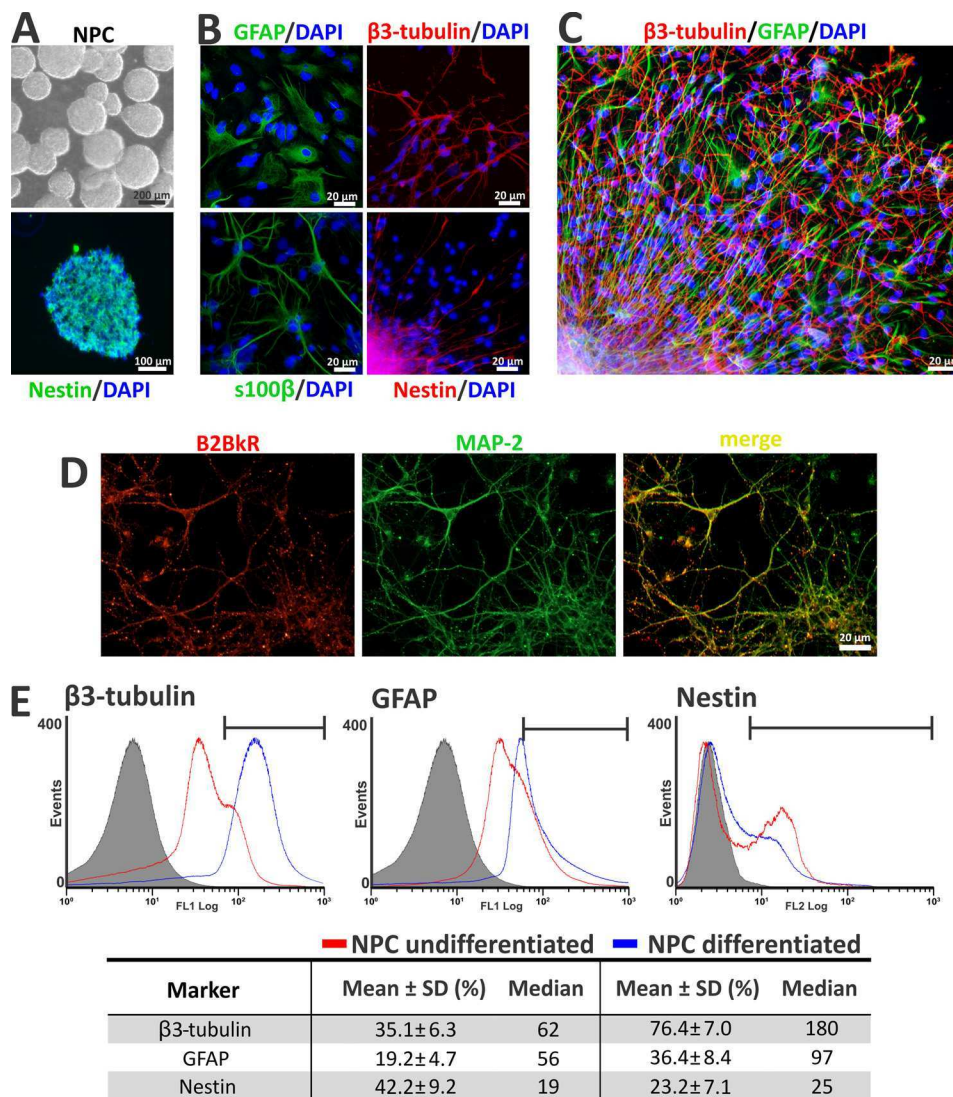 A
NPC
200 µm
100 µm
Nestin/DAPI
B
GFAP/DAPI
β3-tubulin/DAPI
20 µm
20 µm
20 µm
20 µm
s100β/DAPI
Nestin/DAPI
C
β3-tubulin/GFAP/DAPI
20 µm
D
B2BkR
MAP-2
merge
20 µm
E
β3-tubulin
400
Events
0
10⁰ 10¹ 10² 10³
FL1 Log
GFAP
400
Events
0
10⁰ 10¹ 10² 10³
FL1 Log
Nestin
400
Events
0
10⁰ 10¹ 10² 10³
FL2 Log
NPC undifferentiated NPC differentiated
Marker Mean ± SD (%) Median Mean ± SD (%) Median
β3-tubulin 35.1±6.3 62 76.4±7.0 180
GFAP 19.2±4.7 56 36.4±8.4 97
Nestin 42.2±9.2 19 23.2±7.1 25